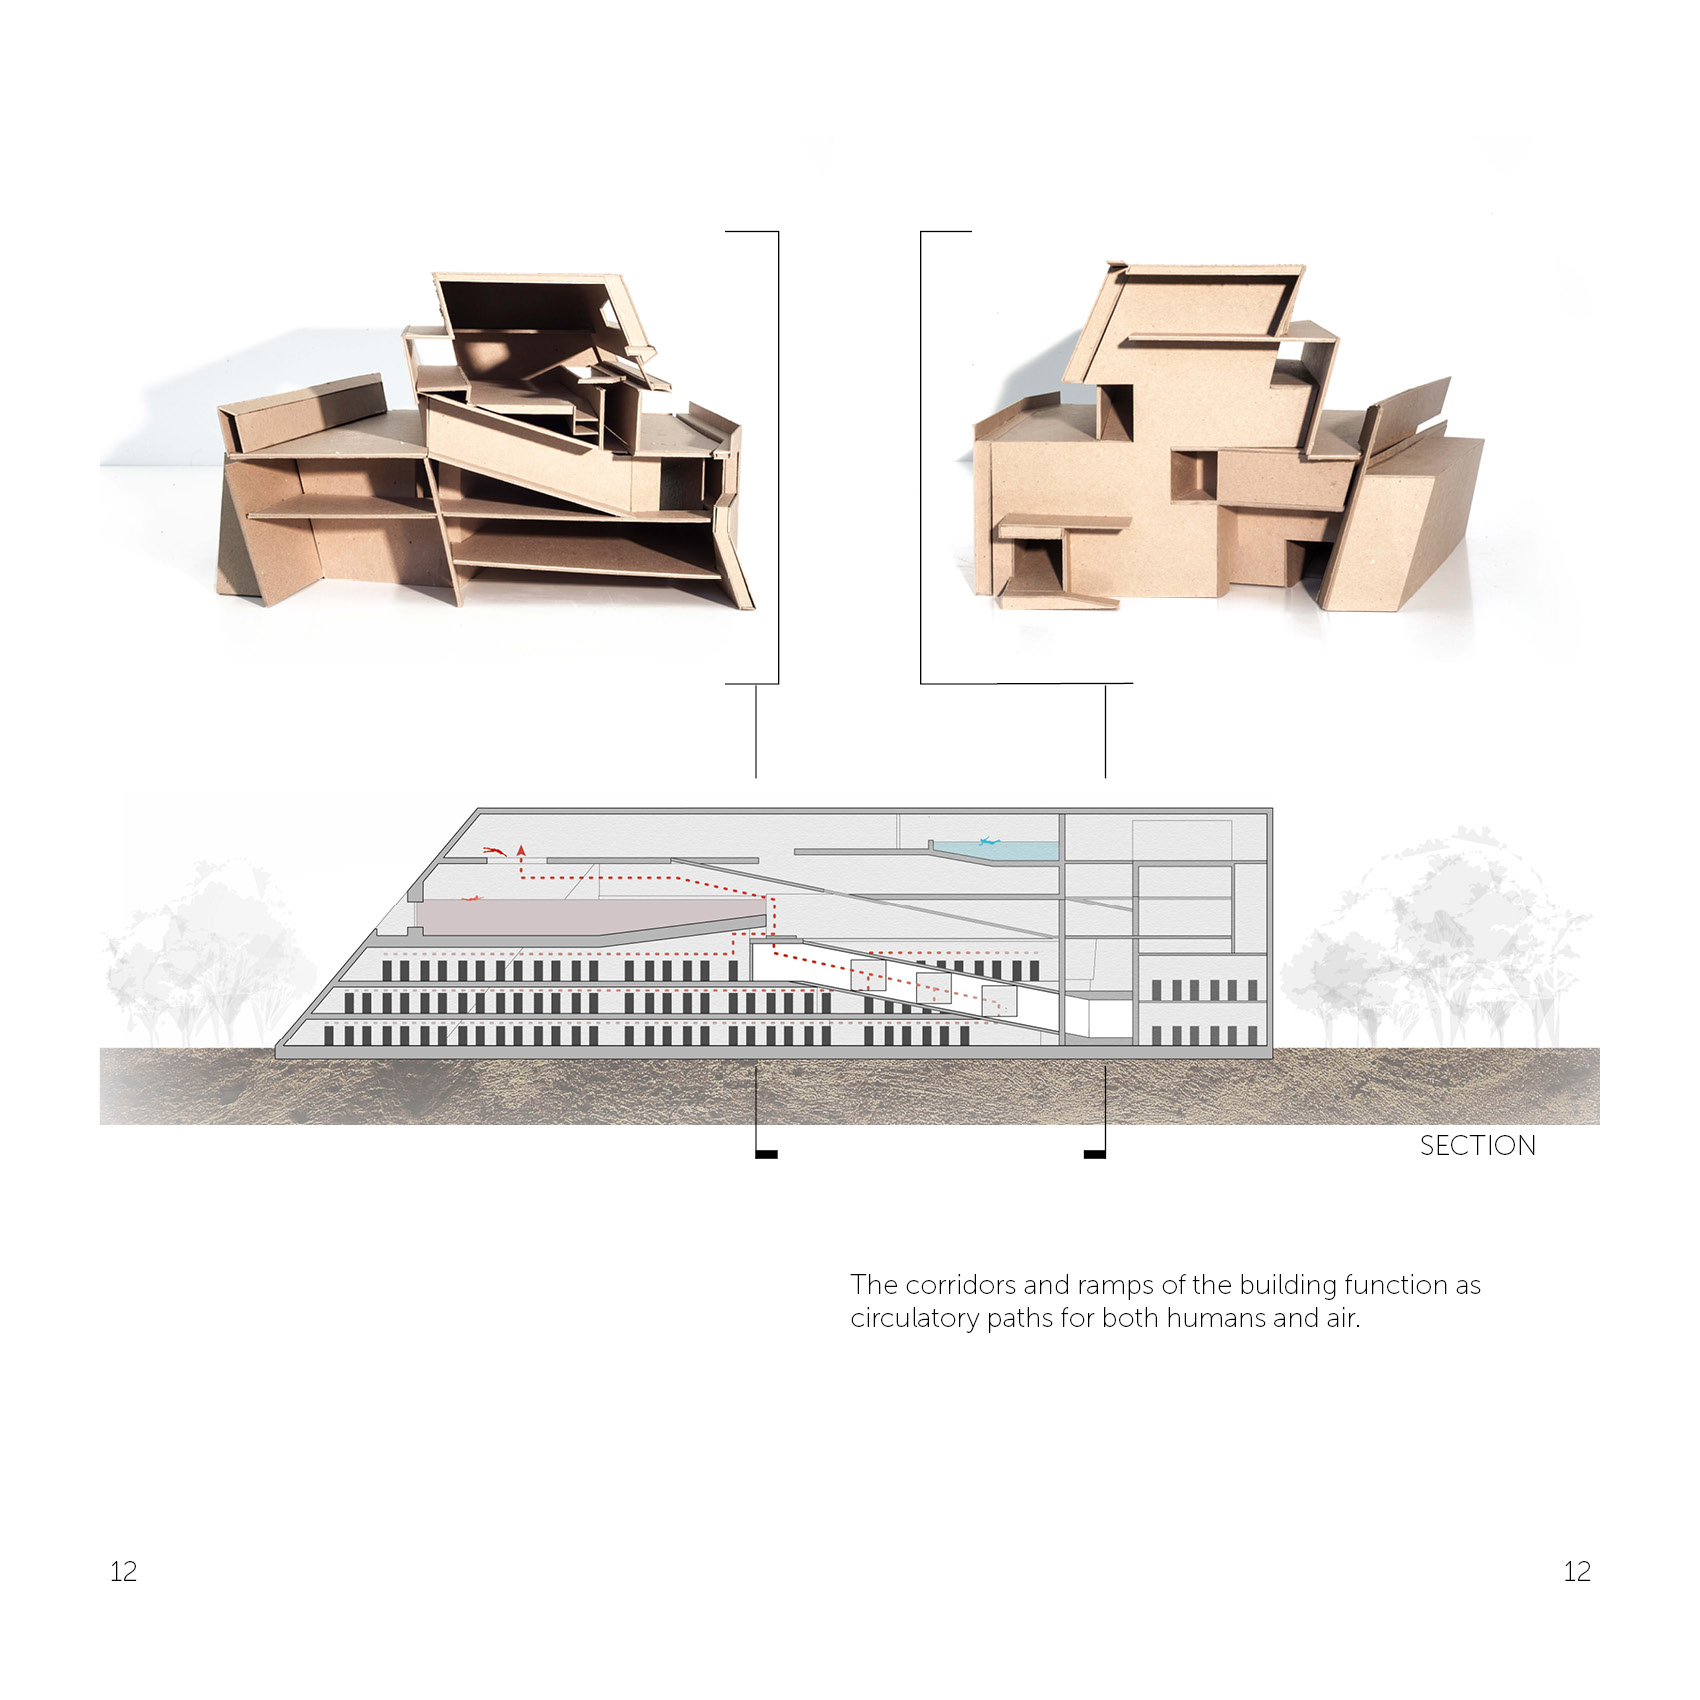 SECTION
The corridors and ramps of the building function as
circulatory paths for both humans and air.
12
12